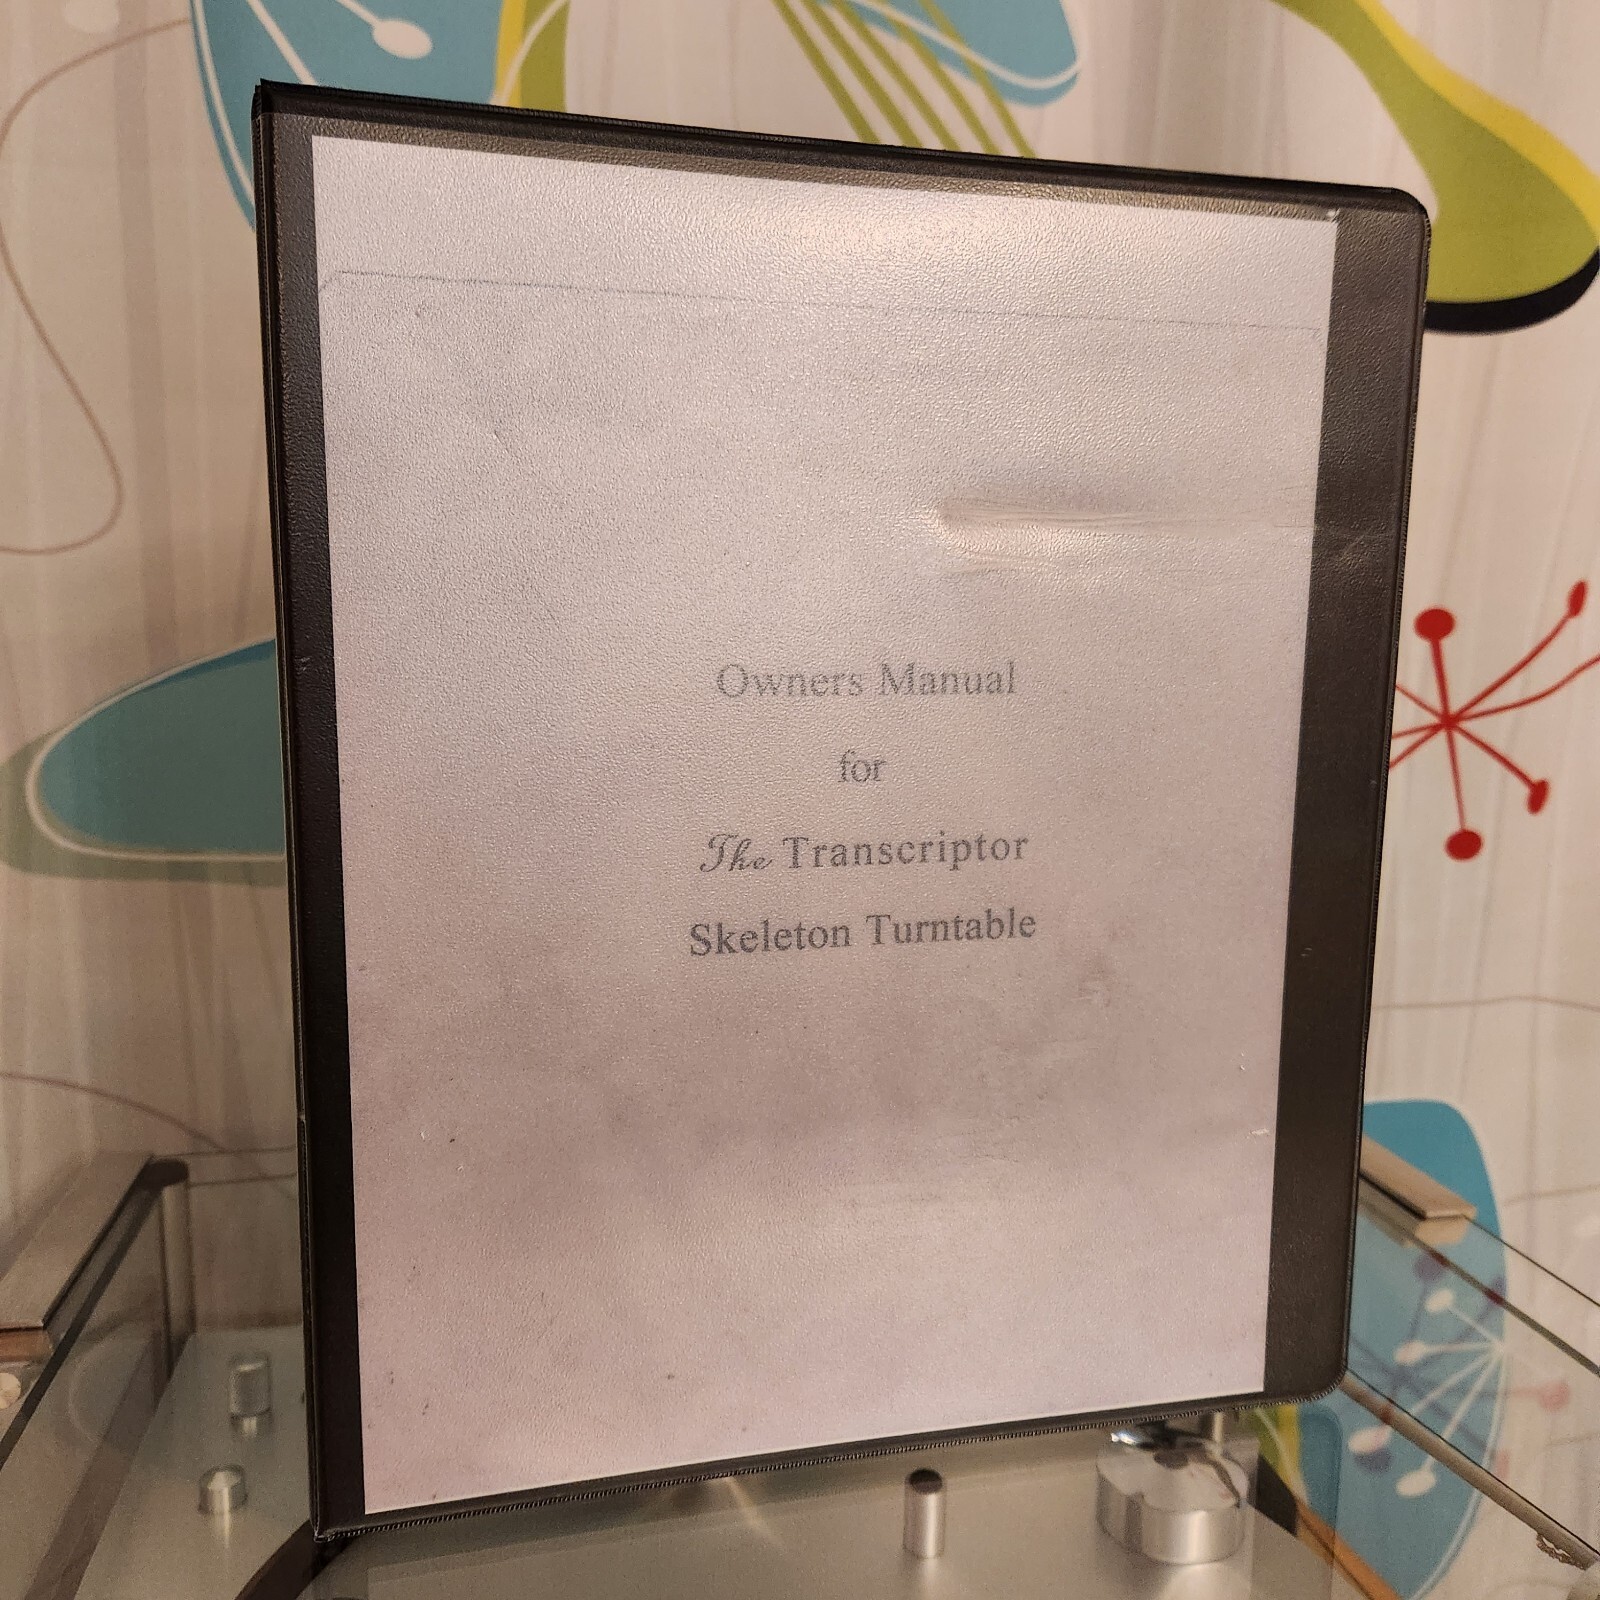 Owners Manual
for
The Transcriptor
Skeleton Turntable